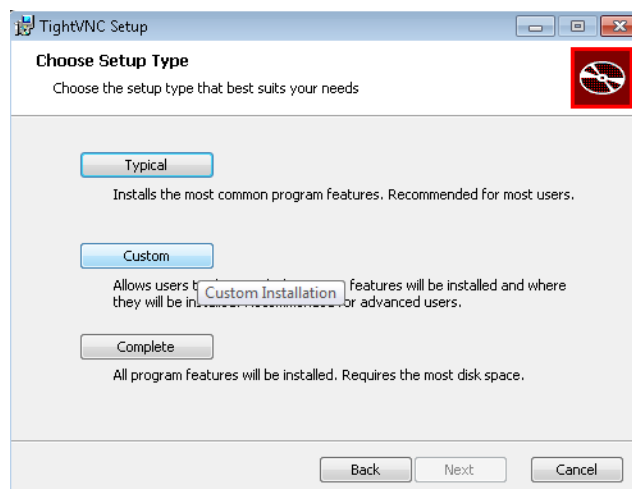 TightVNC Setup
Choose Setup Type
Choose the setup type that best suits your needs
Typical
Installs the most common program features. Recommended for most users.
Custom
Allows users features will be installed and where
Custom Installation
they will be for advanced users.
Complete
All program features will be installed. Requires the most disk space.
Back Next Cancel